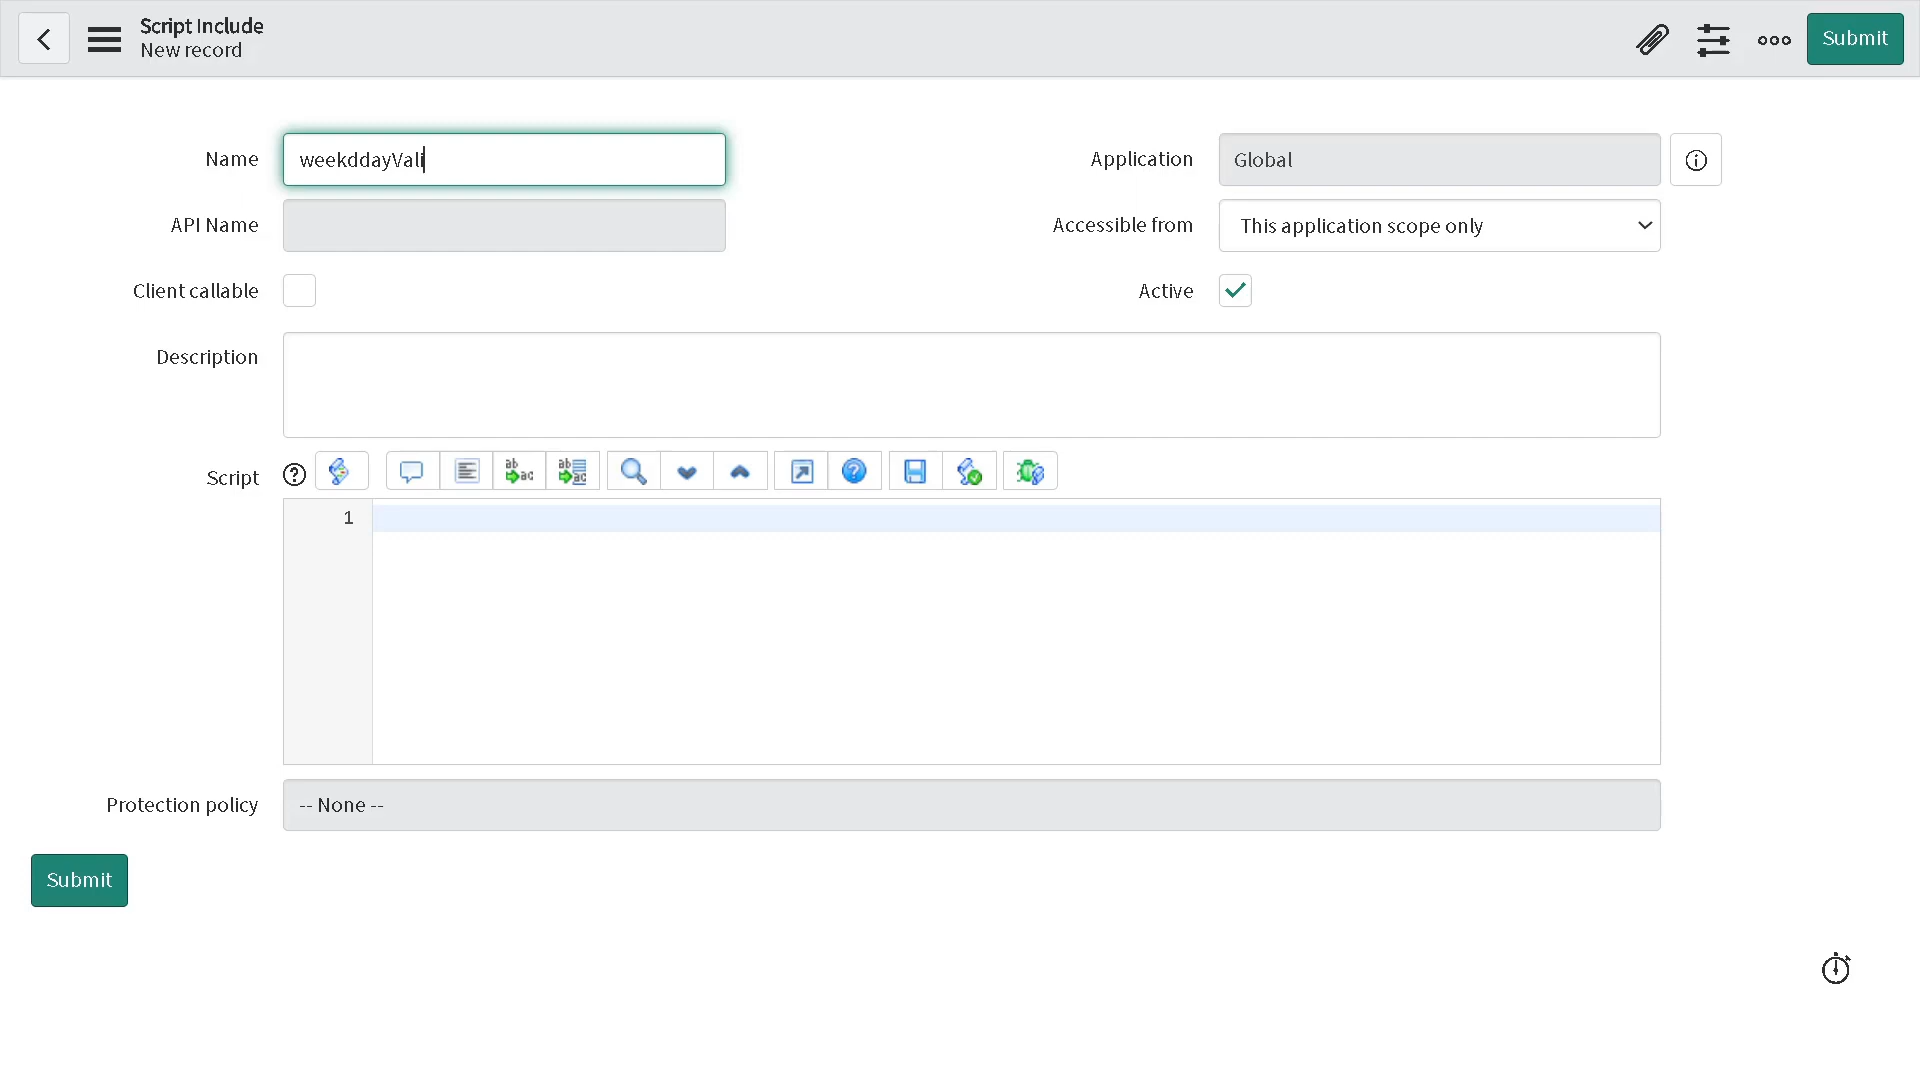 Script Include
New record
Submit
Name
weekddayVali
Application
Global
API Name
Accessible from
This application scope only
Client callable
Active
Description
Script
1
Protection policy
-- None --
Submit